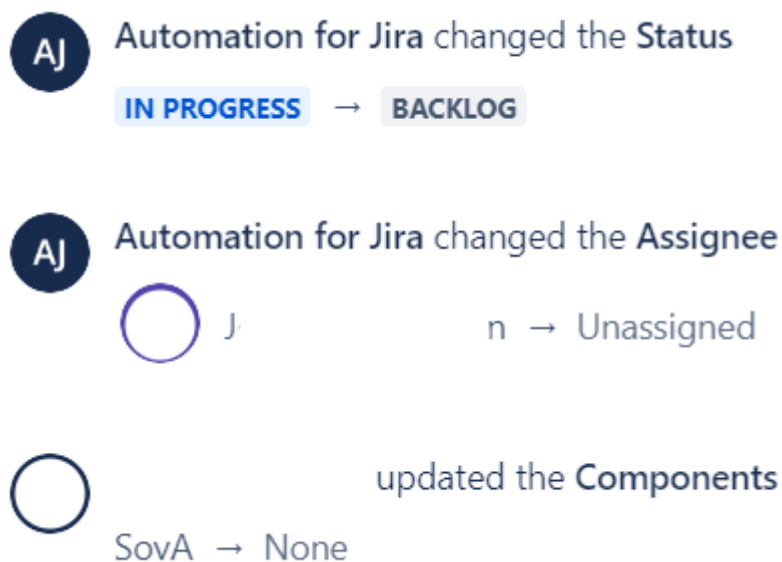 AJ Automation for Jira changed the Status
IN PROGRESS → BACKLOG
AJ Automation for Jira changed the Assignee
→ Unassigned
updated the Components
SovA → None